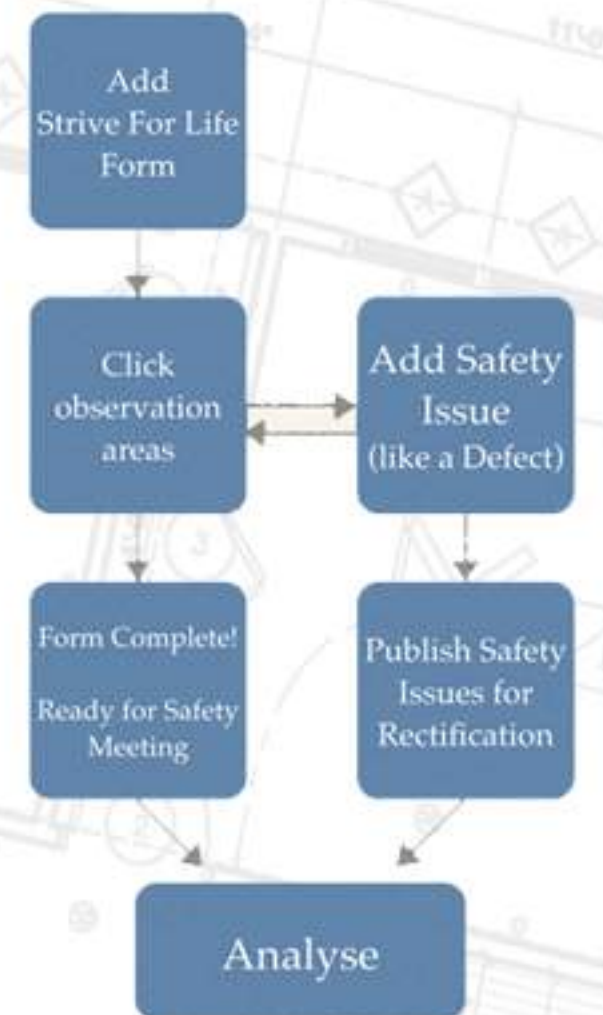 Add
Strive For Life
Form
Click
observation
areas
Add Safety
Issue
(like a Defect)
Form Complete!
Ready for Safety
Meeting
Publish Safety
Issues for
Rectification
Analyse